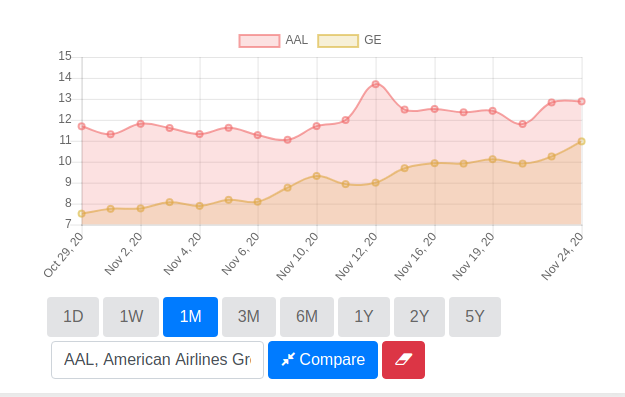 AAL GE
15
14
13
12
11
10
9
8
7
Oct 29, 20 Nov 2, 20 Nov 4, 20 Nov 6, 20 Nov 10, 20 Nov 12, 20 Nov 16, 20 Nov 19, 20 Nov 24, 20
1D 1W 1M 3M 6M 1Y 2Y 5Y
AAL, American Airlines Gr Compare